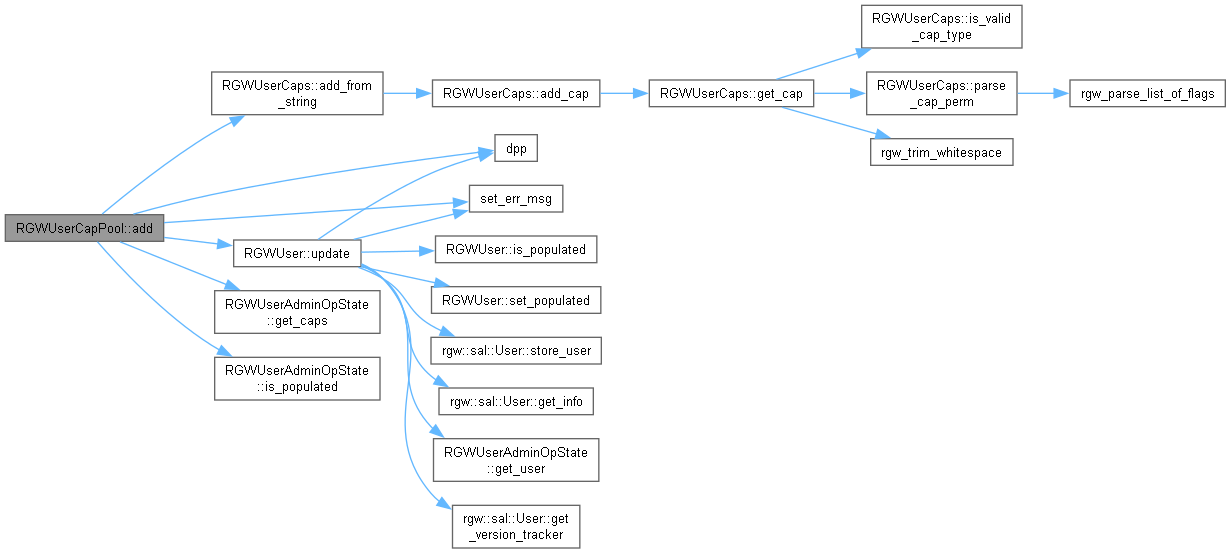 RGWUserCapPool::add
RGWUserCaps::add_from
_string
RGWUserCaps::add_cap
RGWUserCaps::get_cap
RGWUserCaps::is_valid
_cap_type
RGWUserCaps::parse
_cap_perm
rgw_parse_list_of_flags
rgw_trim_whitespace
dpp
set_err_msg
RGWUser::update
RGWUser::is_populated
RGWUser::set_populated
rgw::sal::User::store_user
rgw::sal::User::get_info
RGWUserAdminOpState
::get_user
rgw::sal::User::get
_version_tracker
RGWUserAdminOpState
::get_caps
RGWUserAdminOpState
::is_populated